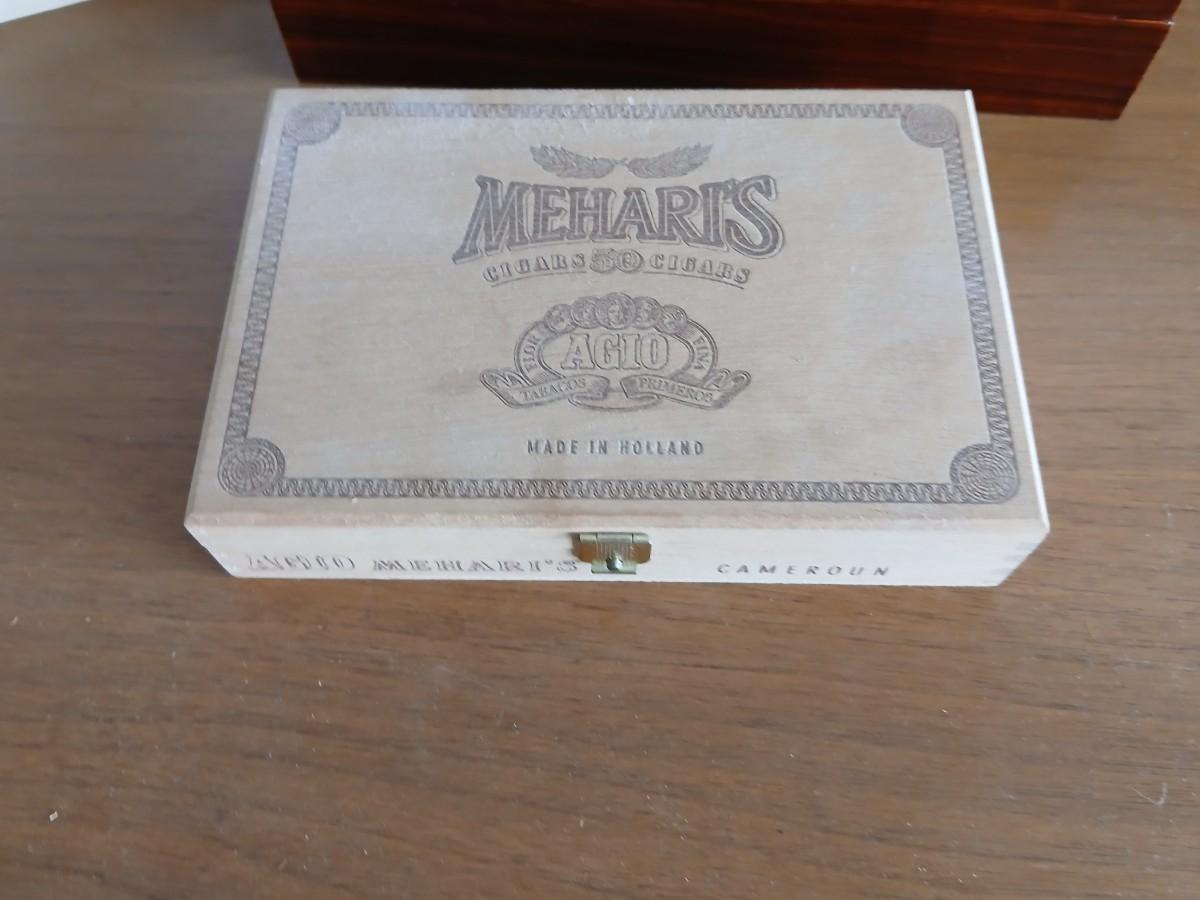 MEHARI'S
CIGARS 50 CIGARS
FLOR AGIO FINA
TABACOS PRIMEROS
MADE IN HOLLAND
AGIO MEHARI'S CAMEROUN